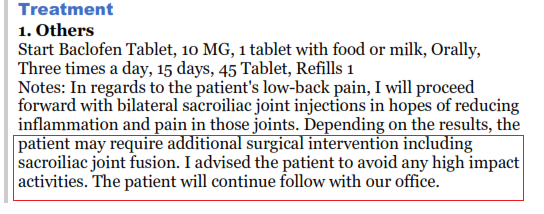 Treatment
1. Others
Start Baclofen Tablet, 10 MG, 1 tablet with food or milk, Orally,
Three times a day, 15 days, 45 Tablet, Refills 1
Notes: In regards to the patient's low-back pain, I will proceed
forward with bilateral sacroiliac joint injections in hopes of reducing
inflammation and pain in those joints. Depending on the results, the
patient may require additional surgical intervention including
sacroiliac joint fusion. I advised the patient to avoid any high impact
activities. The patient will continue follow with our office.